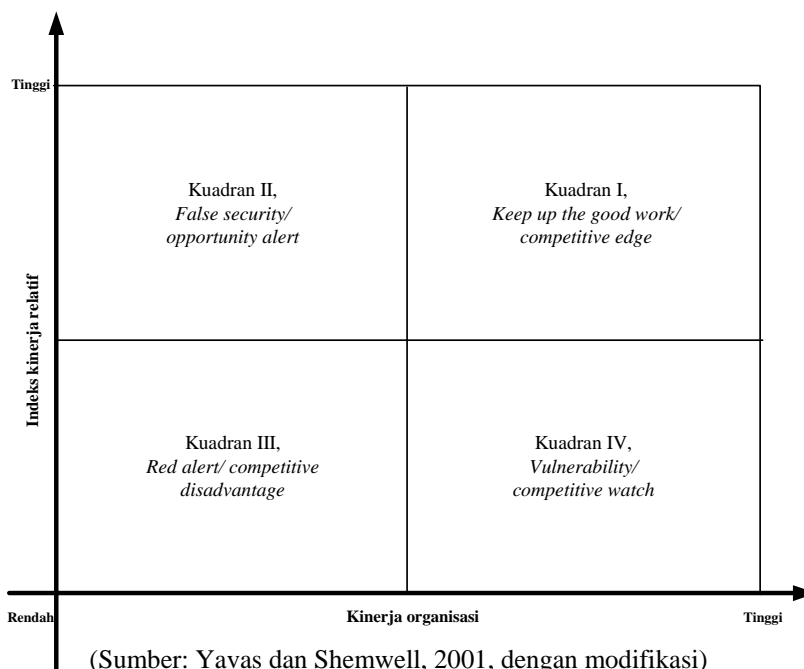 Tinggi
Kuadran II,
False security/
opportunity alert
Kuadran I,
Keep up the good work/
competitive edge
Indeks kinerja relatif
Kuadran III,
Red alert/ competitive
disadvantage
Kuadran IV,
Vulnerability/
competitive watch
Rendah
Kinerja organisasi
Tinggi
(Sumber: Yavas dan Shemwell, 2001, dengan modifikasi)